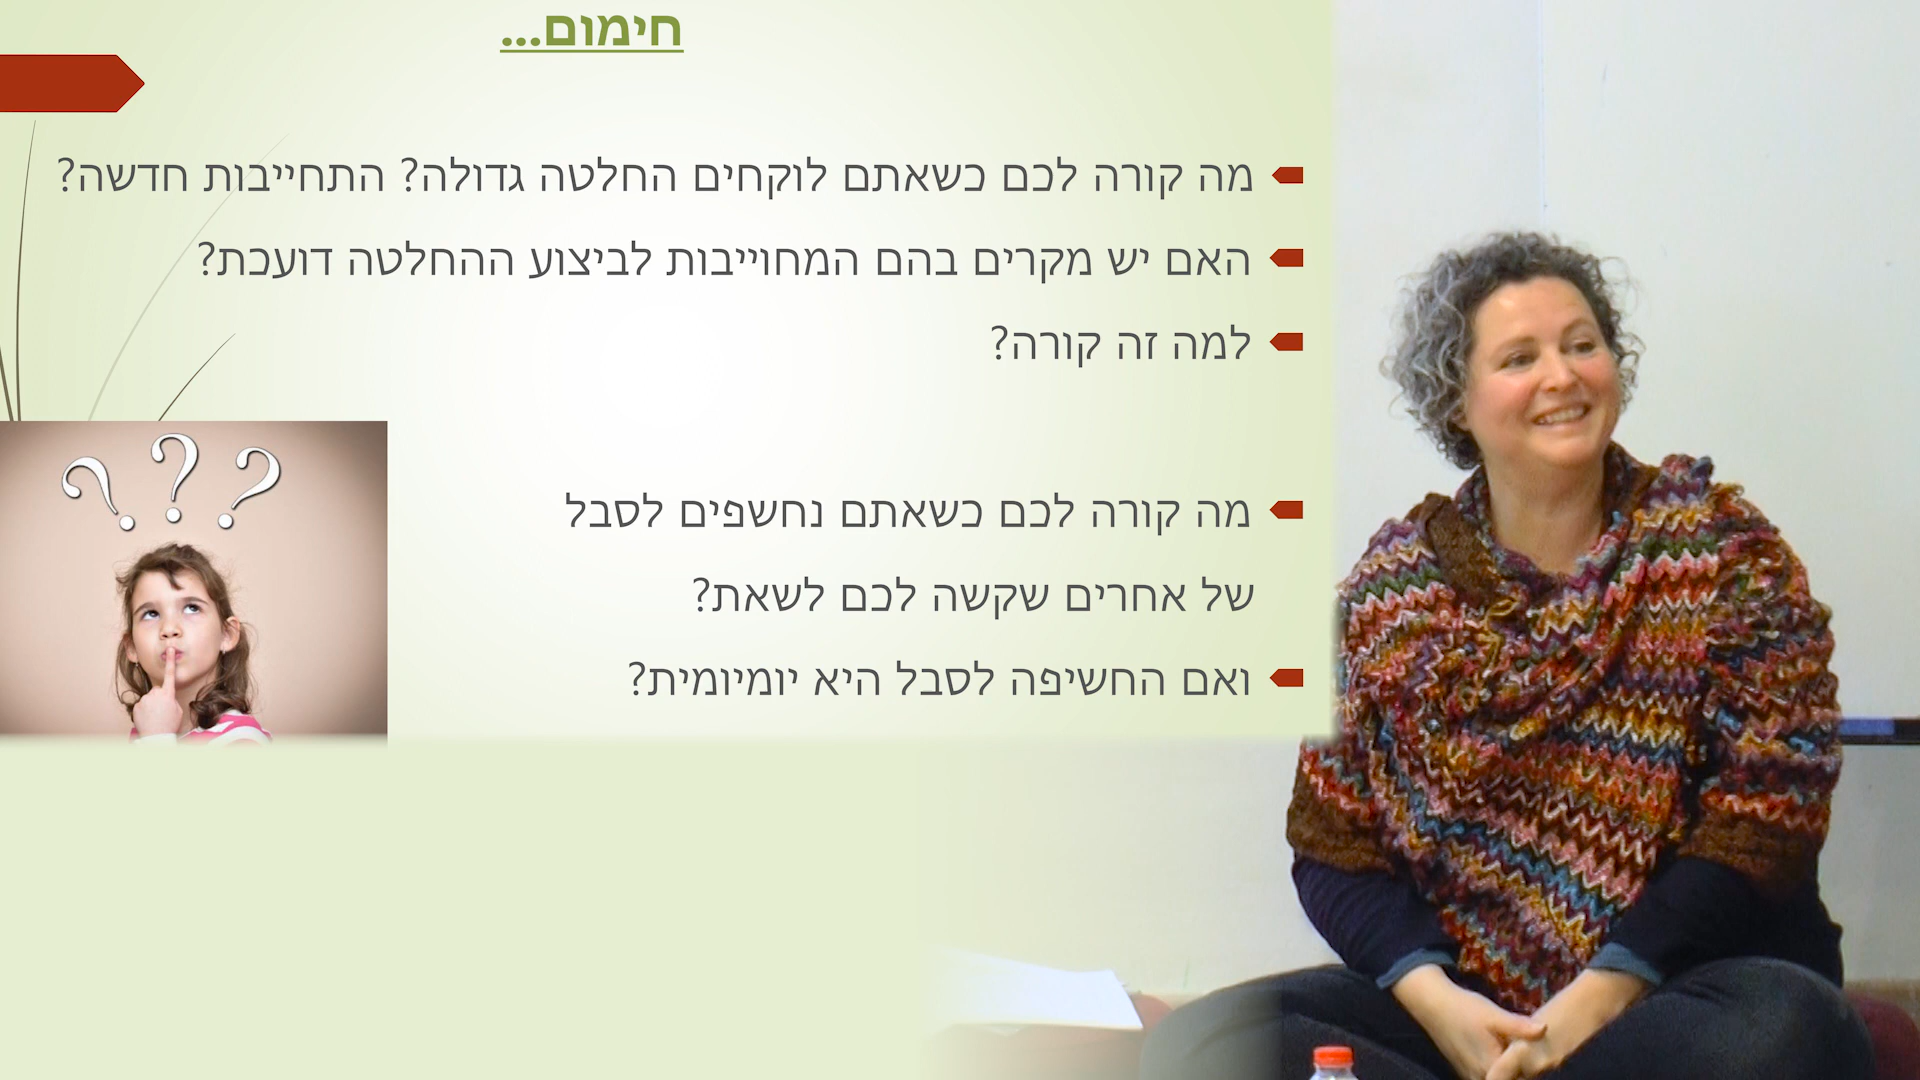 חימום...
מה קורה לכם כשאתם לוקחים החלטה גדולה? התחייבות חדשה?
האם יש מקרים בהם המחוייבות לביצוע ההחלטה דועכת?
למה זה קורה?
מה קורה לכם כשאתם נחשפים לסבל
של אחרים שקשה לכם לשאת?
ואם החשיפה לסבל היא יומיומית?